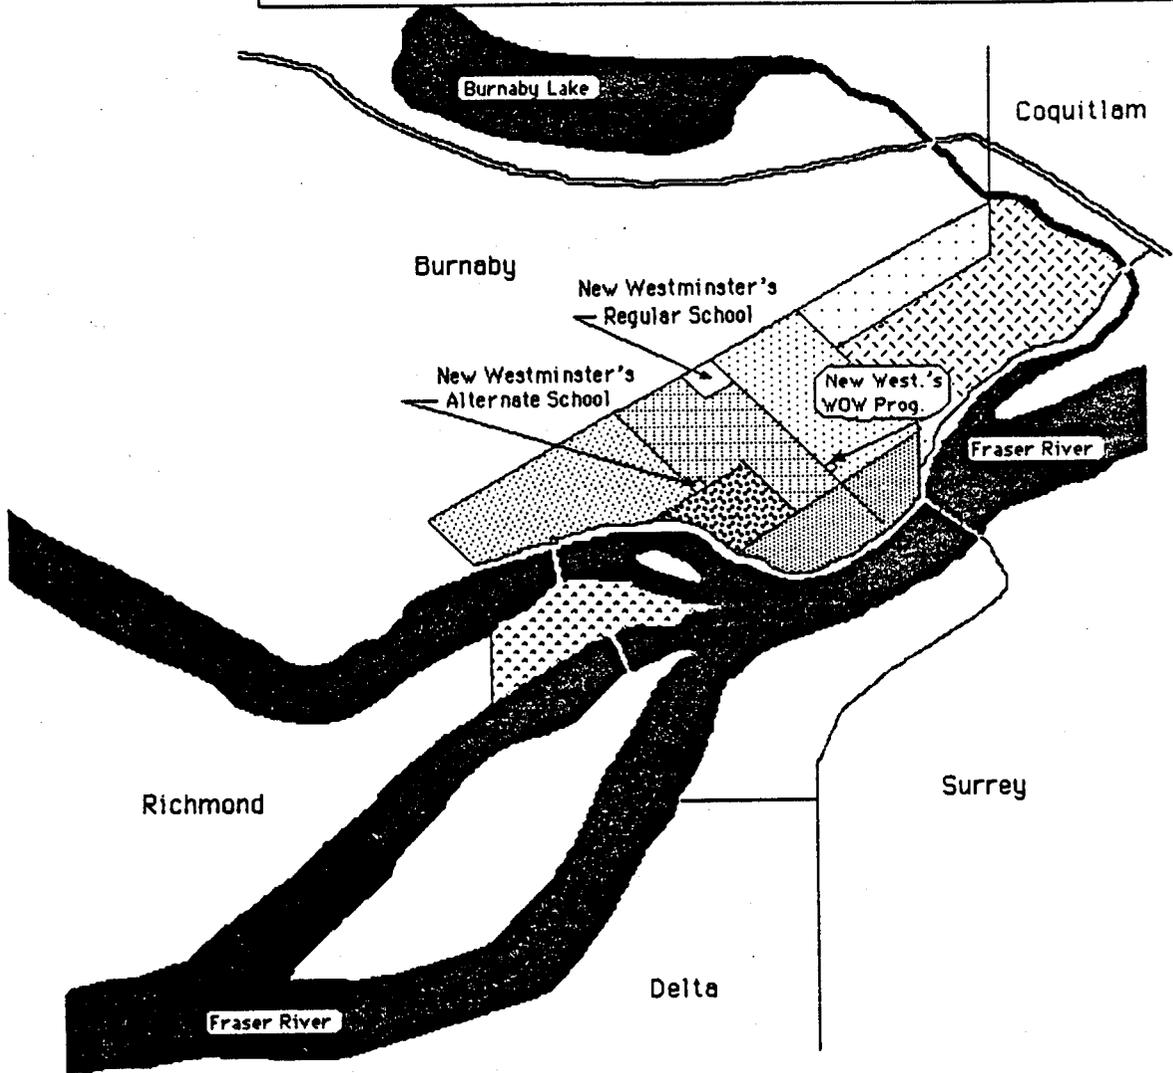 Burnaby Lake
Coquitlam
Burnaby
New Westminster's
Regular School
New Westminster's
Alternate School
New West.'s
WOW Prog.
Fraser River
Richmond
Surrey
Delta
Fraser River